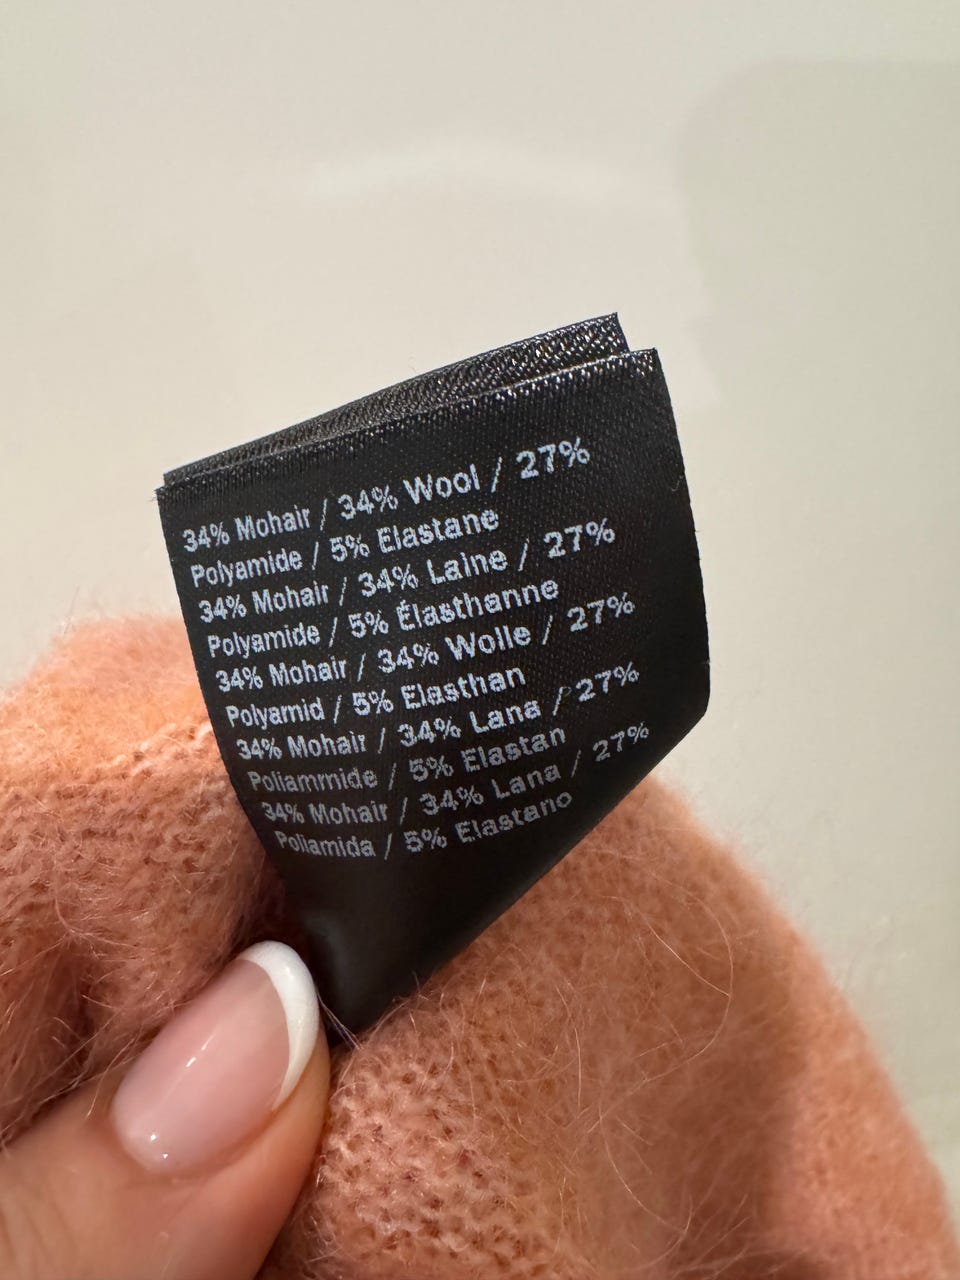 34% Mohair / 34% Wool / 27%
Polyamide / 5% Elastane
34% Mohair / 34% Laine / 27%
Polyamide / 5% Élasthanne
34% Mohair / 34% Wolle / 27%
Polyamid / 5% Elasthan
34% Mohair / 34% Lana / 27%
Poliammide / 5% Elastan
34% Mohair / 34% Lana / 27%
Poliamida / 5% Elastano